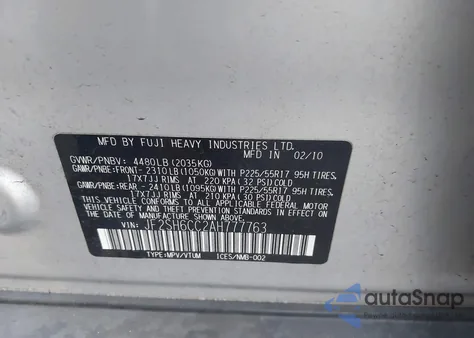 MFD BY FUJI HEAVY INDUSTRIES LTD.
GVWR/PNBV: 4480LB (2035KG) MADE IN 02/10
GAWR/PNBE: FRONT- 2310LB (1050KG) WITH P225/55R17 95H TIRES,
17X7JJ RIMS AT 220 KPA (32 PSI) COLD
GAWR/PNBE: REAR - 2410LB (1095KG) WITH P225/55R17 95H TIRES,
17X7JJ RIMS AT 210 KPA (30 PSI) COLD
THIS VEHICLE CONFORMS TO ALL APPLICABLE
FEDERAL MOTOR VEHICLE SAFETY AND
THEFT PREVENTION STANDARDS IN EFFECT ON
THE DATE OF MANUFACTURE SHOWN ABOVE.
VIN: JF2SH6CC2AH777763
TYPE:MPV/VTUM ICES/NMB-002
autoSnap
Powered by